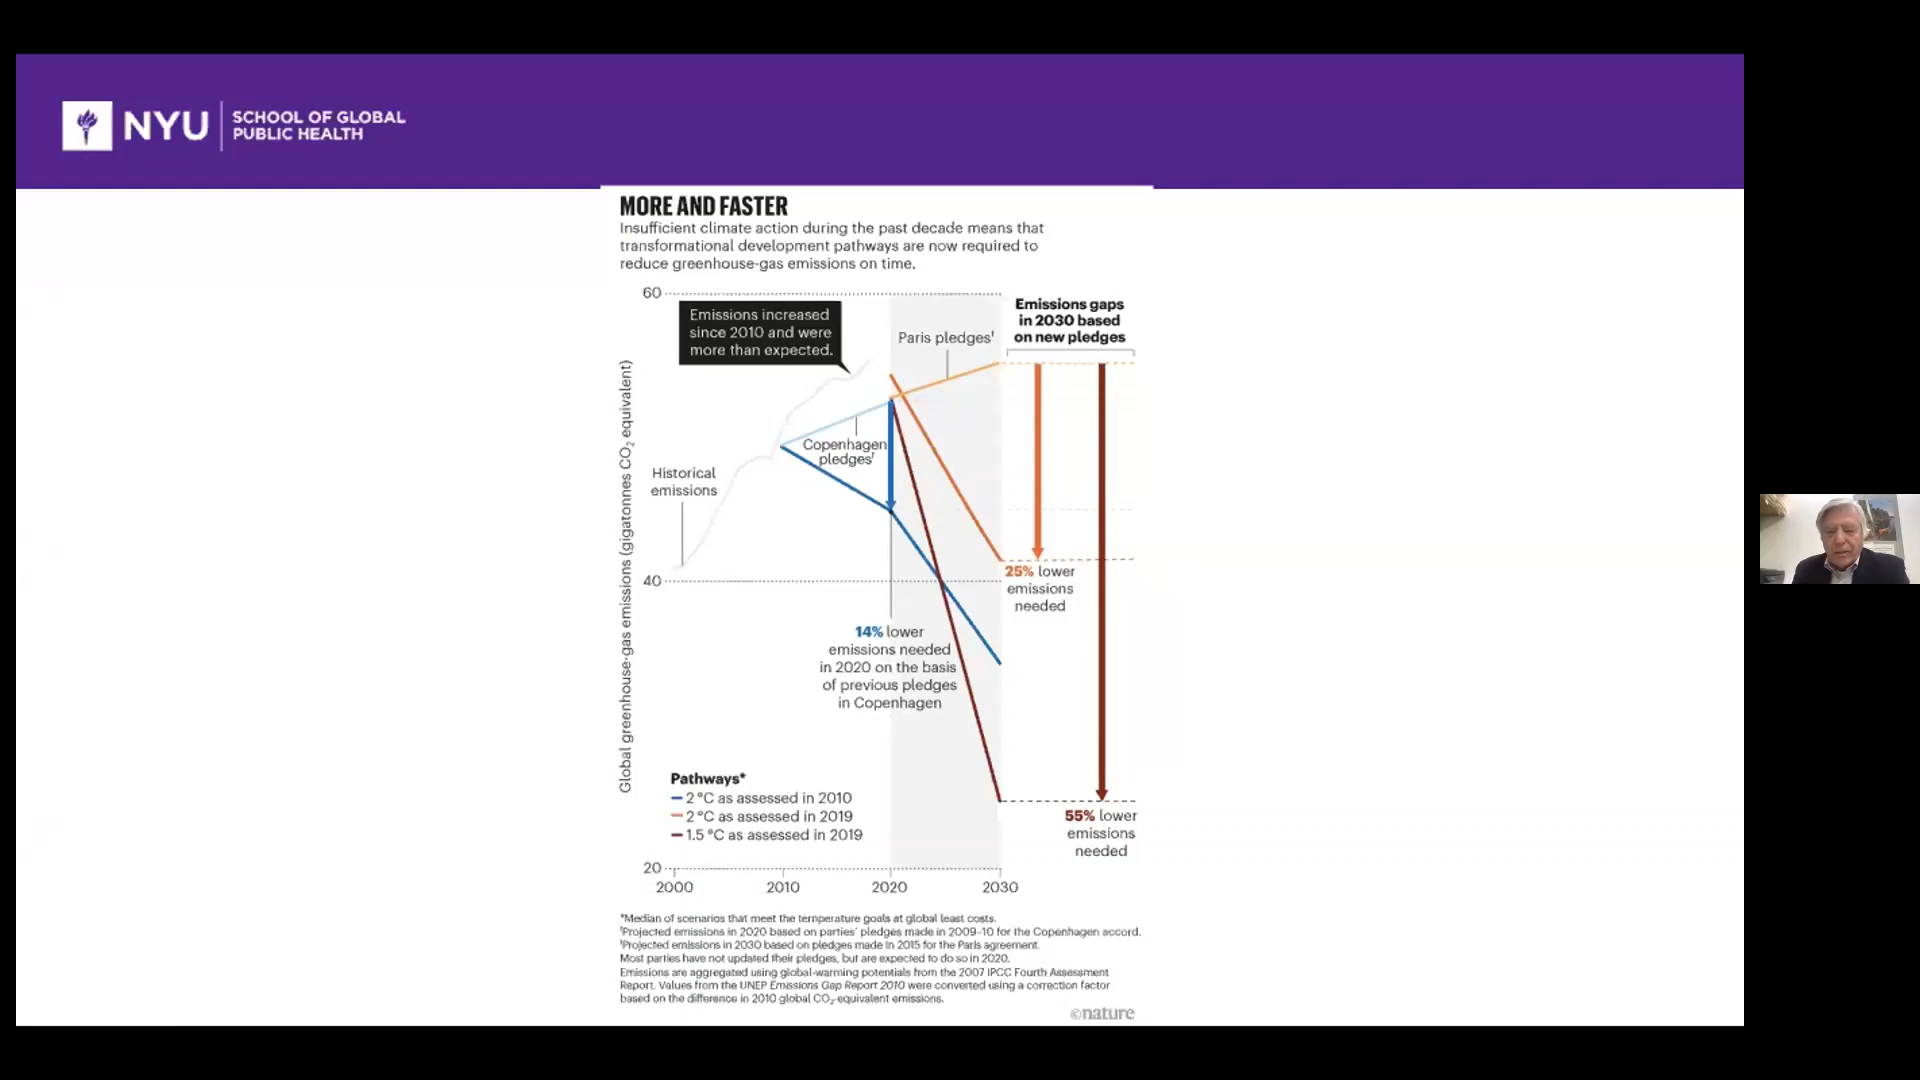 NYU
SCHOOL OF GLOBAL
PUBLIC HEALTH
MORE AND FASTER
Insufficient climate action during the past decade means that
transformational development pathways are now required to
reduce greenhouse-gas emissions on time.
60
Emissions increased
since 2010 and were
more than expected.
Paris pledges†
Emissions gaps
in 2030 based
on new pledges
Global greenhouse-gas emissions (gigatonnes CO₂ equivalent)
Copenhagen
pledges†
Historical
emissions
40
25% lower
emissions
needed
14% lower
emissions needed
in 2020 on the basis
of previous pledges
in Copenhagen
Pathways*
2 °C as assessed in 2010
2 °C as assessed in 2019
1.5 °C as assessed in 2019
55% lower
emissions
needed
20
2000
2010
2020
2030
*Median of scenarios that meet the temperature goals at global least costs.
†Projected emissions in 2020 based on parties' pledges made in 2009–10 for the Copenhagen accord.
†Projected emissions in 2030 based on pledges made in 2015 for the Paris agreement.
Most parties have not updated their pledges, but are expected to do so in 2020.
Emissions are aggregated using global-warming potentials from the 2007 IPCC Fourth Assessment
Report. Values from the UNEP Emissions Gap Report 2010 were converted using a correction factor
based on the difference in 2010 global CO₂-equivalent emissions.
©nature